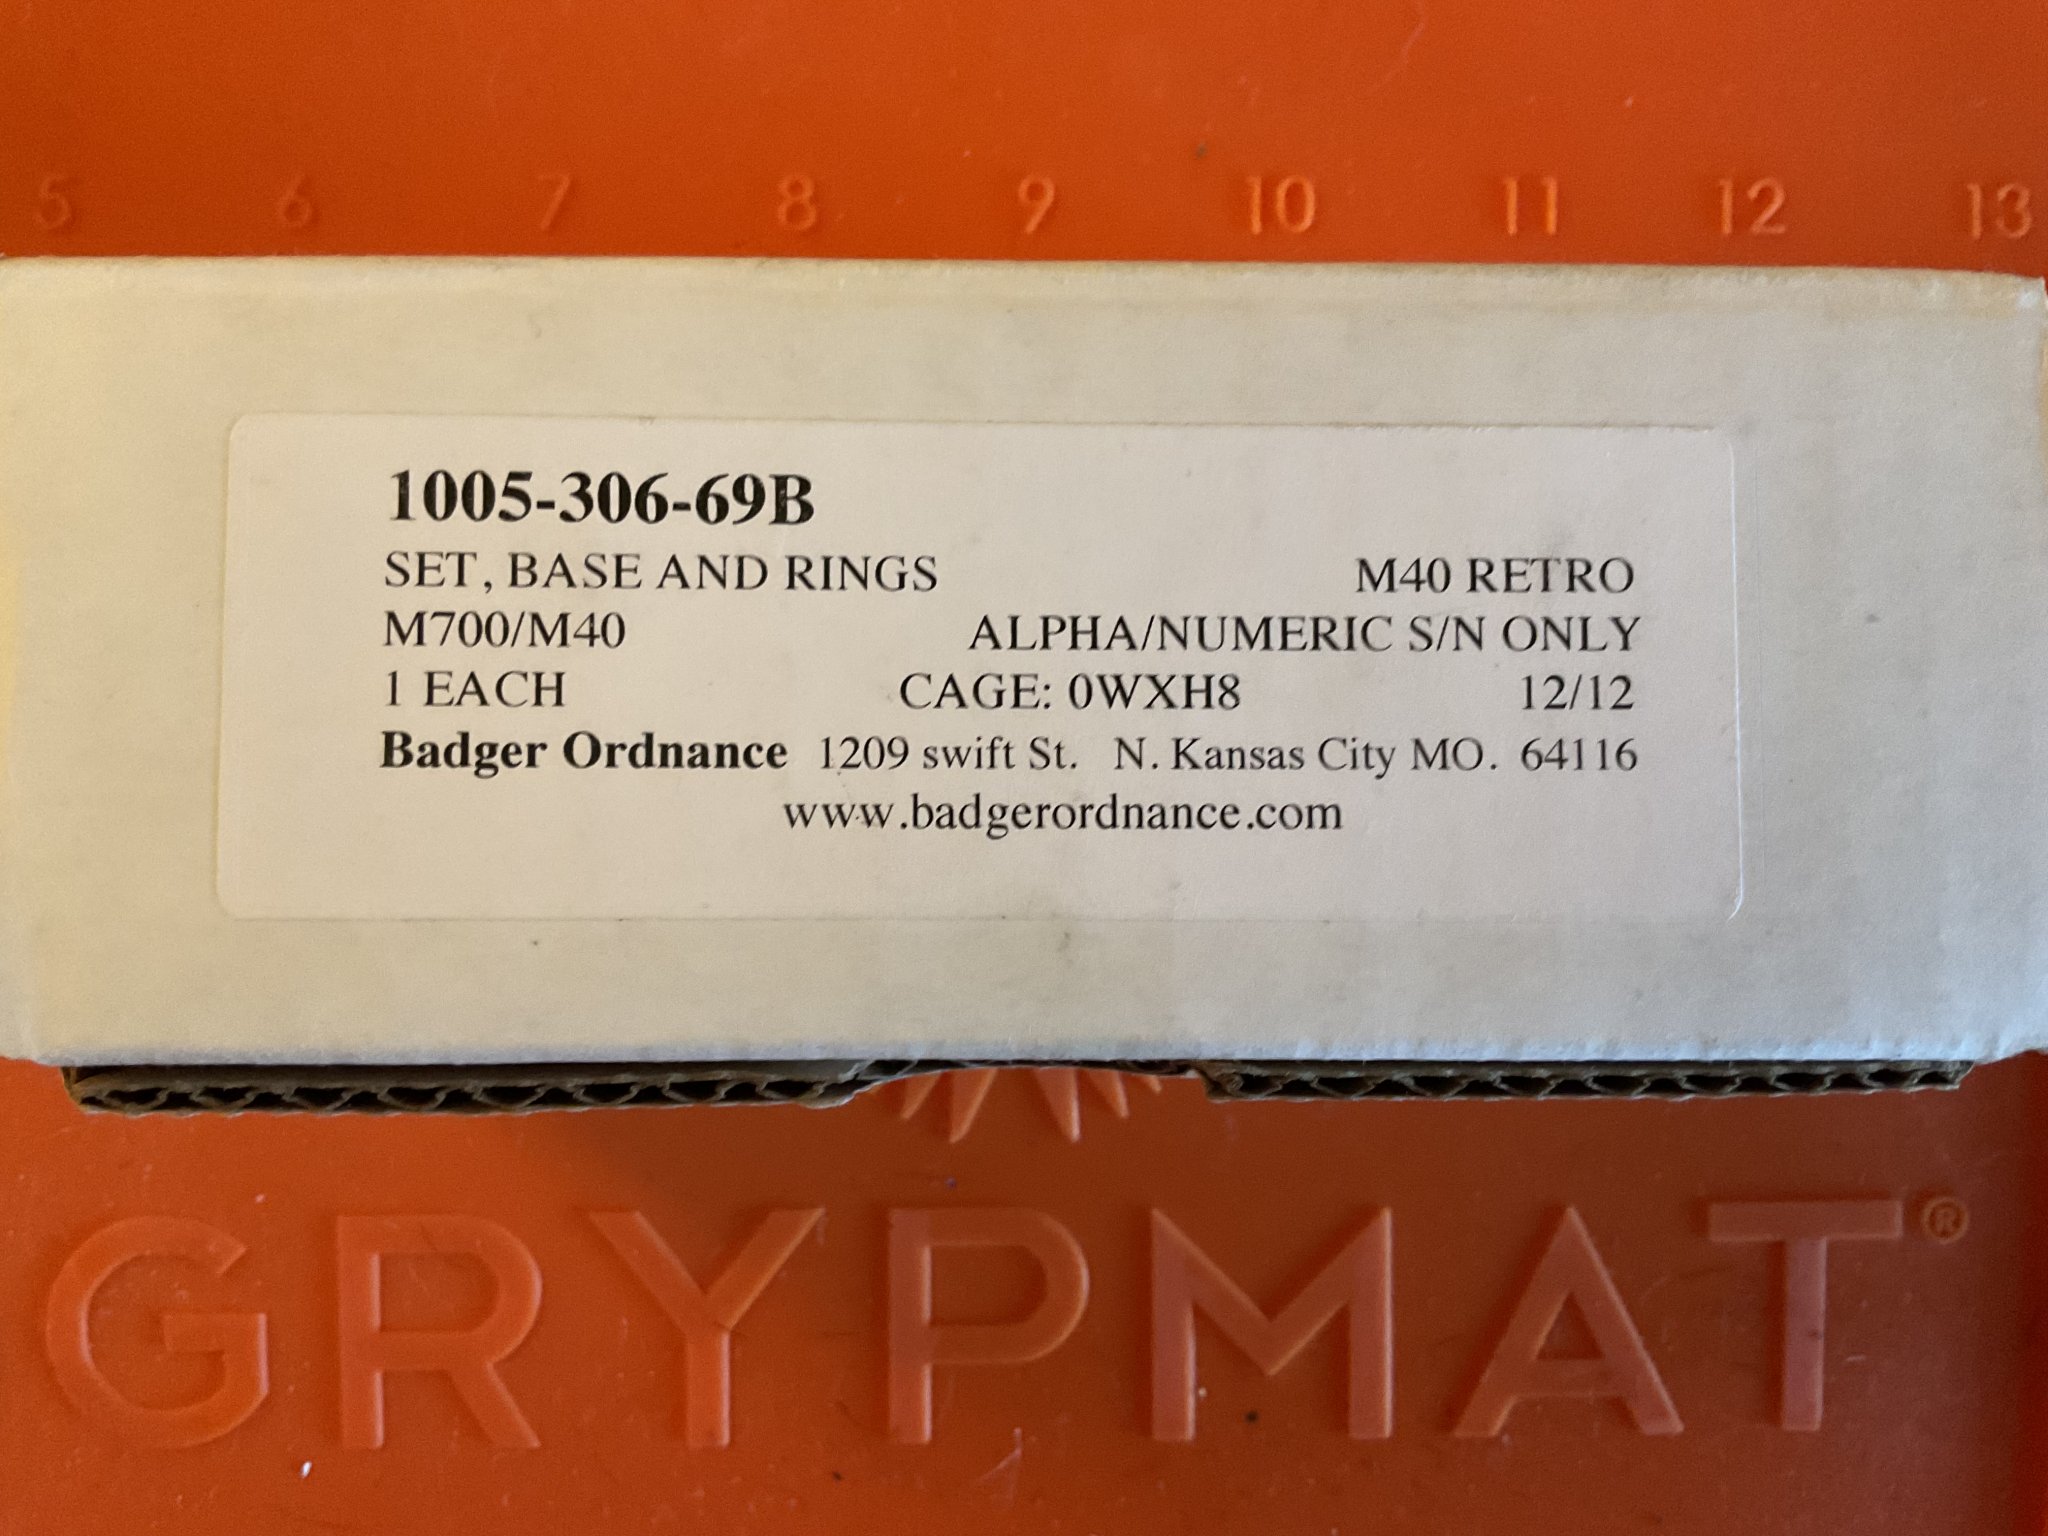 5 6 7 8 9 10 11 12 13
1005-306-69B
SET, BASE AND RINGS M40 RETRO
M700/M40 ALPHA/NUMERIC S/N ONLY
1 EACH CAGE: 0WXH8 12/12
Badger Ordnance 1209 swift St. N. Kansas City MO. 64116
www.badgerordnance.com
GRYPMAT®